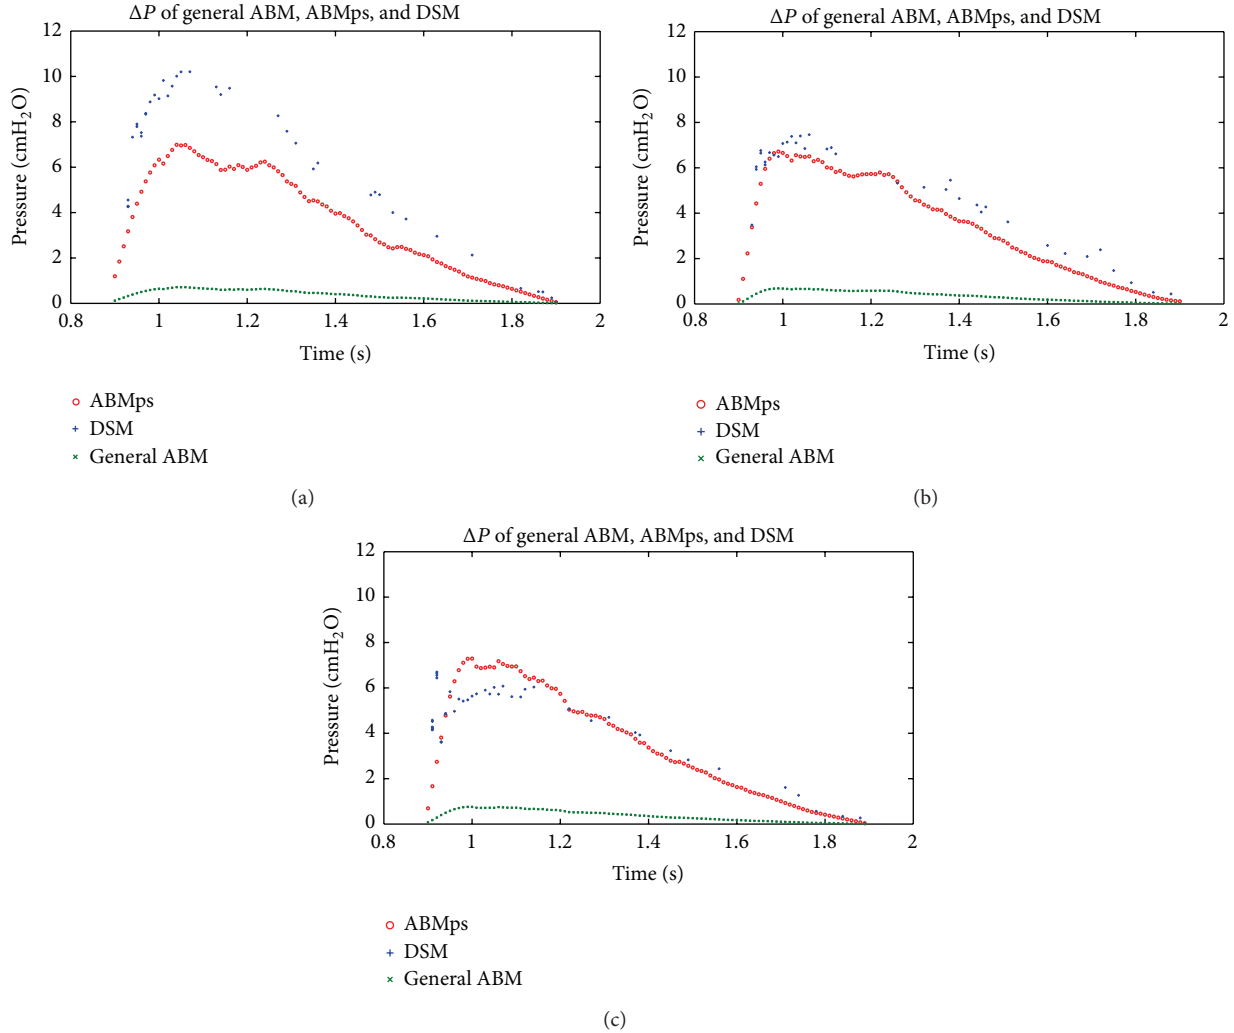 ΔP of general ABM, ABMps, and DSM
12
10
8
6
4
2
0
Pressure (cmH₂O)
0.8 1 1.2 1.4 1.6 1.8 2
Time (s)
ABMps
DSM
General ABM
(a)
ΔP of general ABM, ABMps, and DSM
12
10
8
6
4
2
0
Pressure (cmH₂O)
0.8 1 1.2 1.4 1.6 1.8 2
Time (s)
ABMps
DSM
General ABM
(b)
ΔP of general ABM, ABMps, and DSM
12
10
8
6
4
2
0
Pressure (cmH₂O)
0.8 1 1.2 1.4 1.6 1.8 2
Time (s)
ABMps
DSM
General ABM
(c)